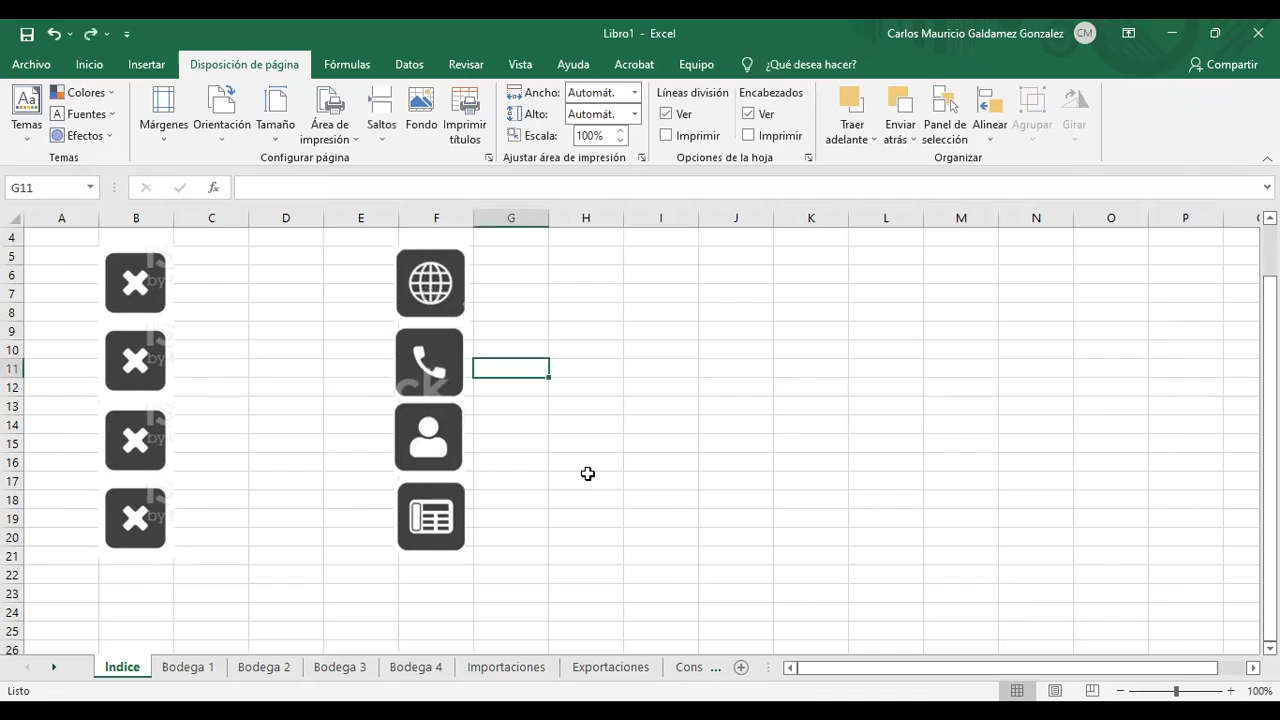 Libro1 - Excel
Carlos Mauricio Galdamez Gonzalez CM
Archivo Inicio Insertar Disposición de página Fórmulas Datos Revisar Vista Ayuda Acrobat Equipo ¿Qué desea hacer? Compartir
Aa
Temas
Colores
Fuentes
Efectos
Temas
Márgenes
Orientación
Tamaño
Área de impresión
Saltos
Fondo
Imprimir títulos
Configurar página
Ancho: Automát.
Alto: Automát.
Escala: 100%
Ajustar área de impresión
Líneas división
Ver
Imprimir
Encabezados
Ver
Imprimir
Opciones de la hoja
Traer adelante
Enviar atrás
Panel de selección
Alinear
Agrupar
Girar
Organizar
G11
fx
A B C D E F G H I J K L M N O P
4
5
6
7
8
9
10
11
12
13
14
15
16
17
18
19
20
21
22
23
24
25
26
Indice Bodega 1 Bodega 2 Bodega 3 Bodega 4 Importaciones Exportaciones Cons ...
Listo
100%